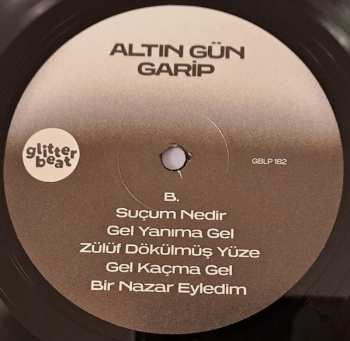 ALTIN GÜN
GARİP
glitter
beat
GBLP 182
B.
Suçum Nedir
Gel Yanıma Gel
Zülüf Dökülmüş Yüze
Gel Kaçma Gel
Bir Nazar Eyledim